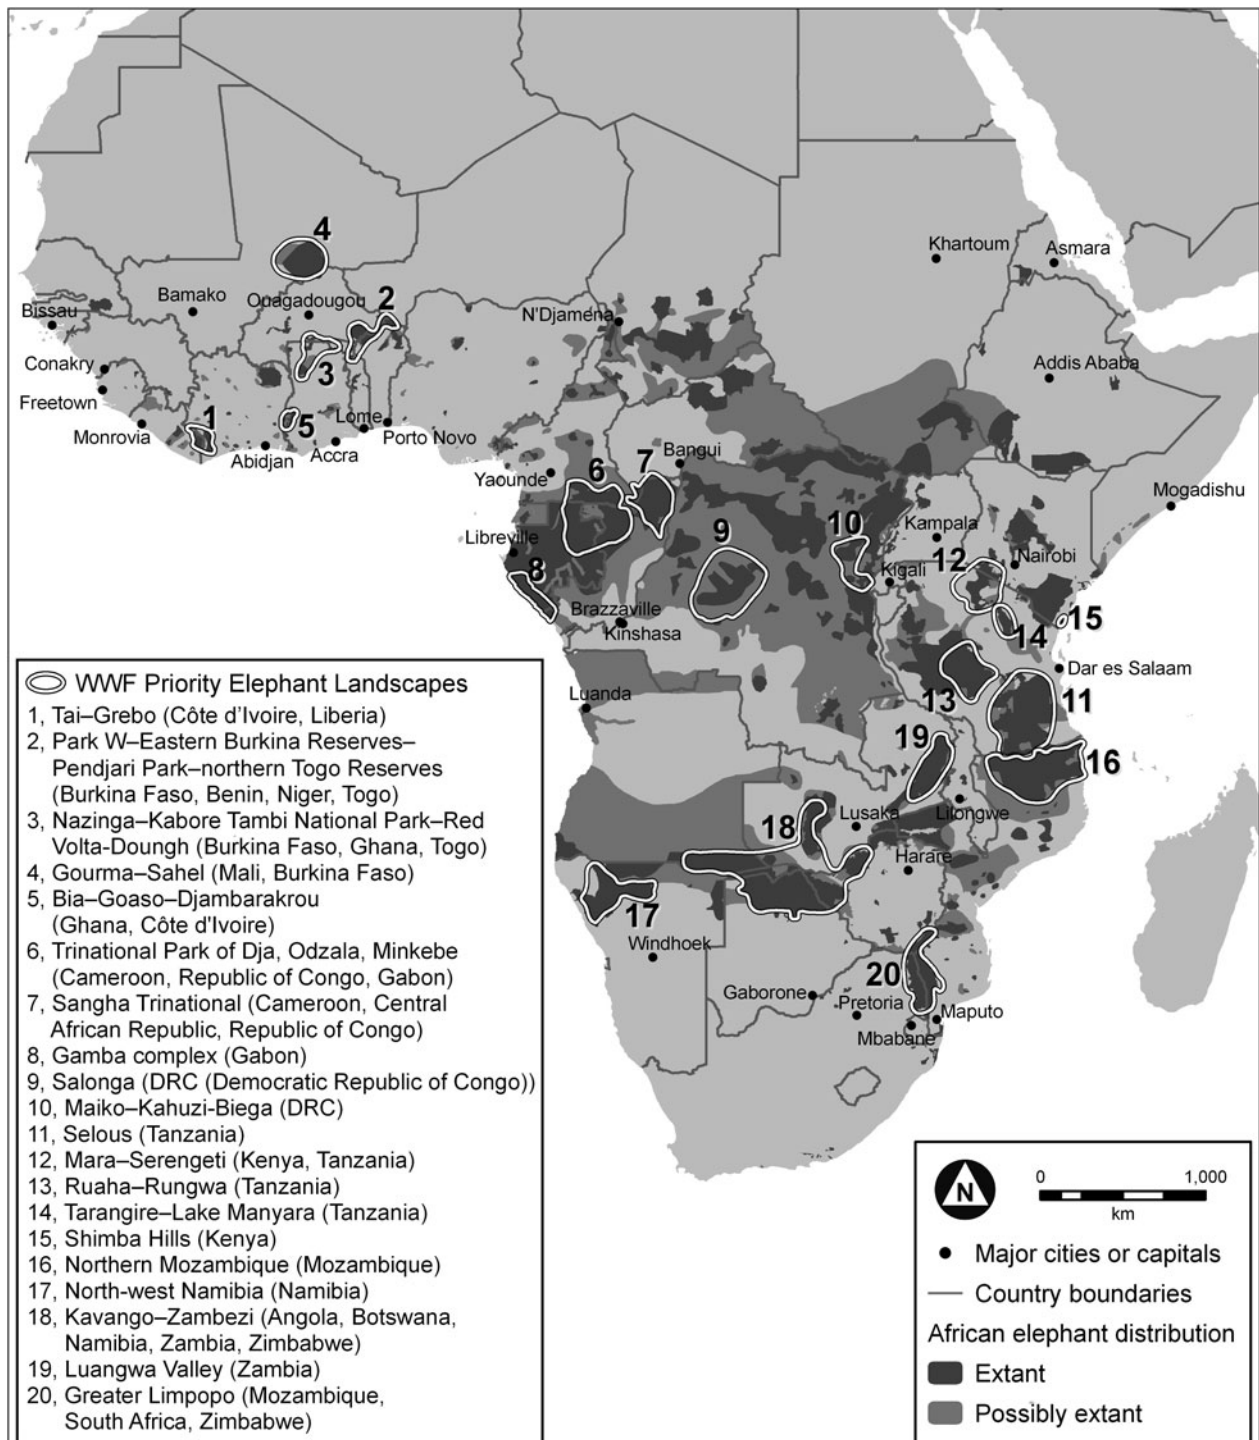 4
Khartoum
Asmara
Bamako
Ouagadougou
2
N'Djamena
Bissau
Conakry
3
Addis Ababa
Freetown
1
5
Lome
Monrovia
Abidjan
Accra
Porto Novo
Bangui
6
7
Yaounde
Mogadishu
10
Kampala
Libreville
9
Nairobi
12
Kigali
8
Brazzaville
Kinshasa
15
14
Dar es Salaam
13
11
Luanda
19
16
18
Lusaka
Lilongwe
Harare
17
Windhoek
20
Gaborone
Pretoria
Maputo
Mbabane
WWF Priority Elephant Landscapes
1, Tai–Grebo (Côte d'Ivoire, Liberia)
2, Park W–Eastern Burkina Reserves–
Pendjari Park–northern Togo Reserves
(Burkina Faso, Benin, Niger, Togo)
3, Nazinga–Kabore Tambi National Park–Red
Volta-Doungh (Burkina Faso, Ghana, Togo)
4, Gourma–Sahel (Mali, Burkina Faso)
5, Bia–Goaso–Djambarakrou
(Ghana, Côte d'Ivoire)
6, Trinational Park of Dja, Odzala, Minkebe
(Cameroon, Republic of Congo, Gabon)
7, Sangha Trinational (Cameroon, Central
African Republic, Republic of Congo)
8, Gamba complex (Gabon)
9, Salonga (DRC (Democratic Republic of Congo))
10, Maiko–Kahuzi-Biega (DRC)
11, Selous (Tanzania)
12, Mara–Serengeti (Kenya, Tanzania)
13, Ruaha–Rungwa (Tanzania)
14, Tarangire–Lake Manyara (Tanzania)
15, Shimba Hills (Kenya)
16, Northern Mozambique (Mozambique)
17, North-west Namibia (Namibia)
18, Kavango–Zambezi (Angola, Botswana,
Namibia, Zambia, Zimbabwe)
19, Luangwa Valley (Zambia)
20, Greater Limpopo (Mozambique,
South Africa, Zimbabwe)
N
0 1,000
km
Major cities or capitals
Country boundaries
African elephant distribution
Extant
Possibly extant